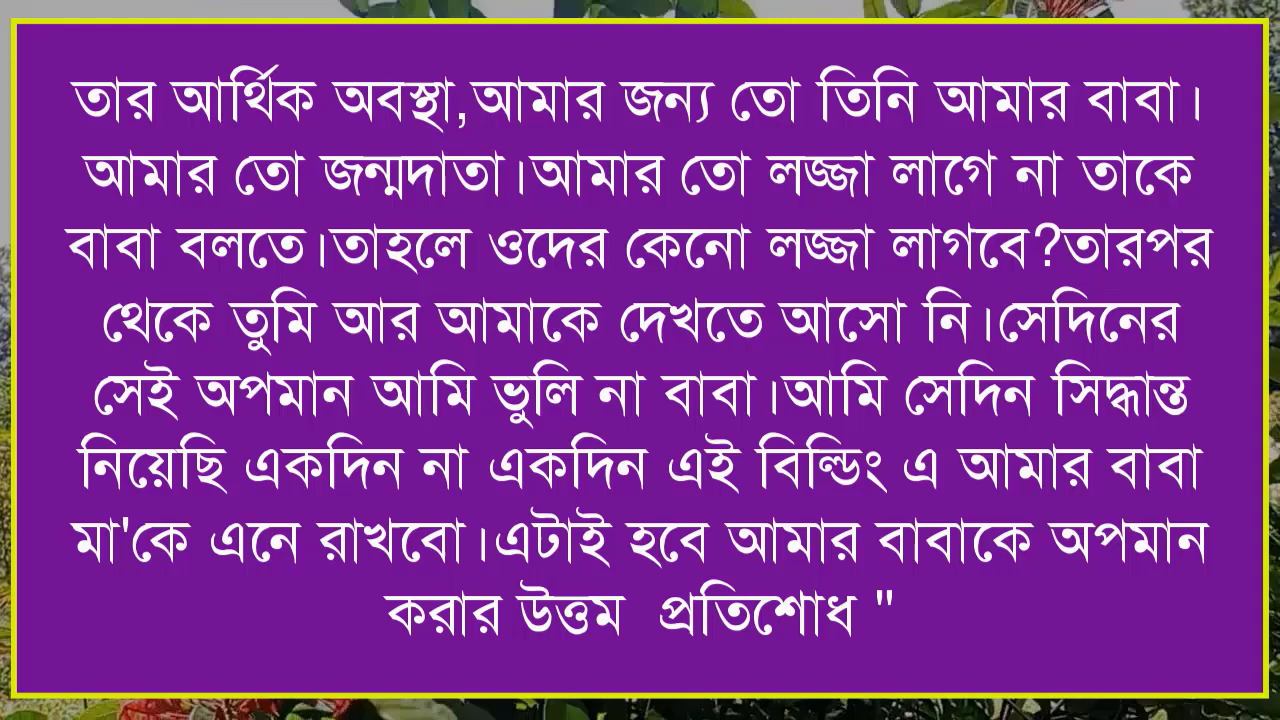 তার আর্থিক অবস্থা,আমার জন্য তো তিনি আমার বাবা।
আমার তো জন্মদাতা।আমার তো লজ্জা লাগে না তাকে
বাবা বলতে।তাহলে ওদের কেনো লজ্জা লাগবে?তারপর
থেকে তুমি আর আমাকে দেখতে আসো নি।সেদিনের
সেই অপমান আমি ভুলি না বাবা।আমি সেদিন সিদ্ধান্ত
নিয়েছি একদিন না একদিন এই বিল্ডিং এ আমার বাবা
মা'কে এনে রাখবো।এটাই হবে আমার বাবাকে অপমান
করার উত্তম  প্রতিশোধ "